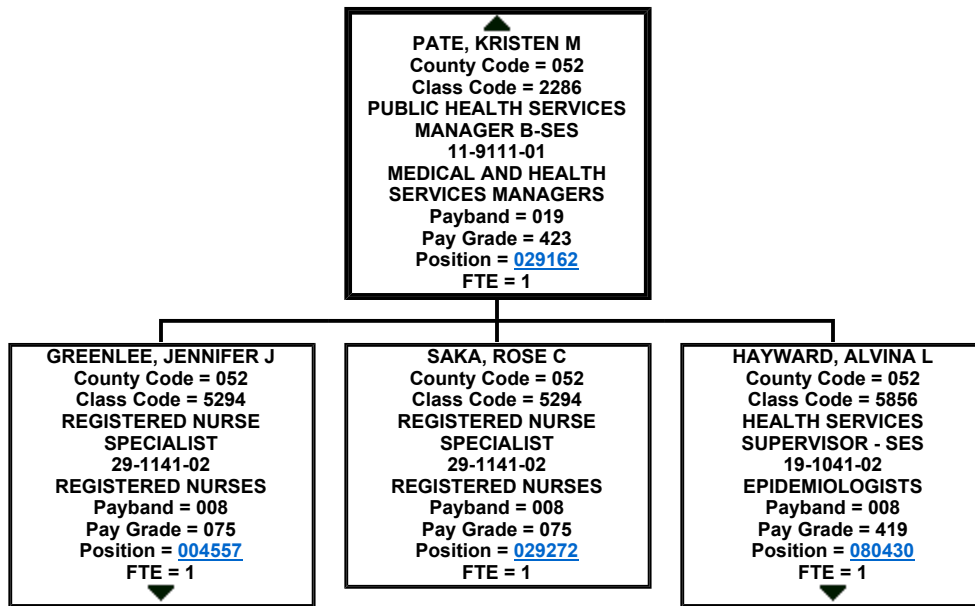 PATE, KRISTEN M
County Code = 052
Class Code = 2286
PUBLIC HEALTH SERVICES
MANAGER B-SES
11-9111-01
MEDICAL AND HEALTH
SERVICES MANAGERS
Payband = 019
Pay Grade = 423
Position = 029162
FTE = 1
GREENLEE, JENNIFER J
County Code = 052
Class Code = 5294
REGISTERED NURSE
SPECIALIST
29-1141-02
REGISTERED NURSES
Payband = 008
Pay Grade = 075
Position = 004557
FTE = 1
SAKA, ROSE C
County Code = 052
Class Code = 5294
REGISTERED NURSE
SPECIALIST
29-1141-02
REGISTERED NURSES
Payband = 008
Pay Grade = 075
Position = 029272
FTE = 1
HAYWARD, ALVINA L
County Code = 052
Class Code = 5856
HEALTH SERVICES
SUPERVISOR - SES
19-1041-02
EPIDEMIOLOGISTS
Payband = 008
Pay Grade = 419
Position = 080430
FTE = 1